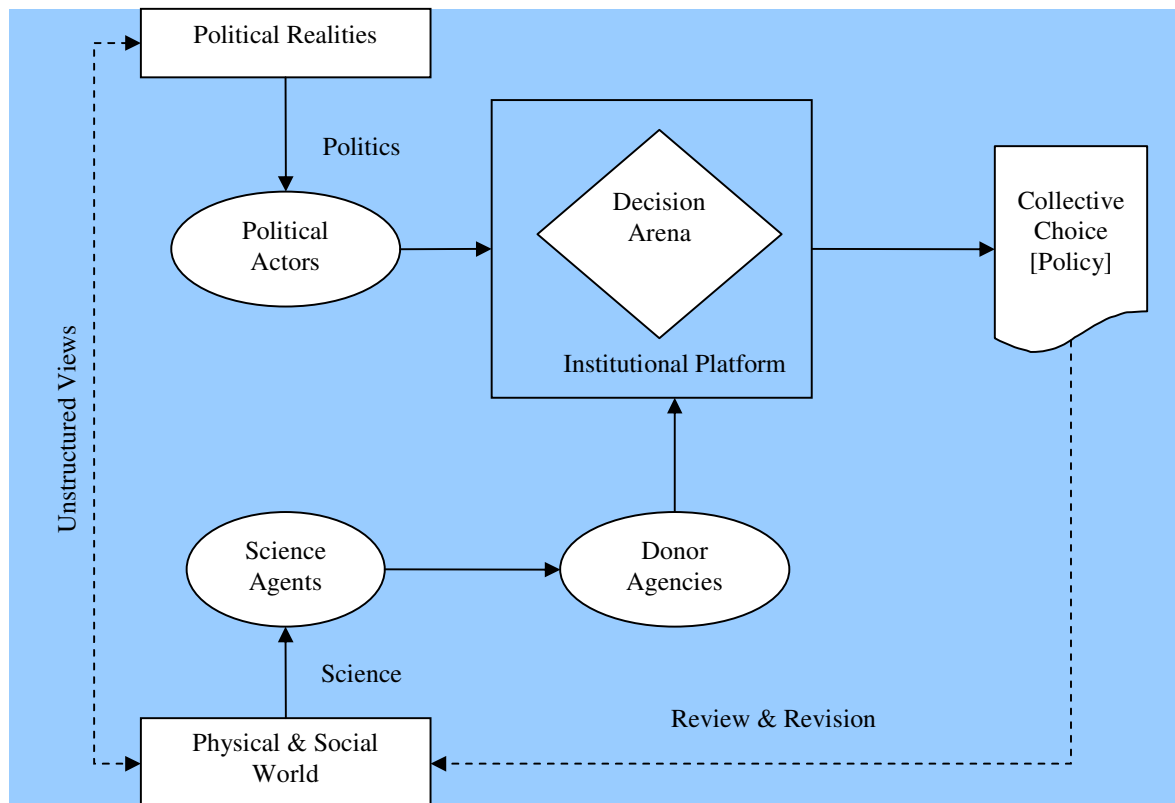 Political Realities
Politics
Political
Actors
Decision
Arena
Institutional Platform
Collective
Choice
[Policy]
Unstructured Views
Science
Agents
Donor
Agencies
Science
Review & Revision
Physical & Social
World